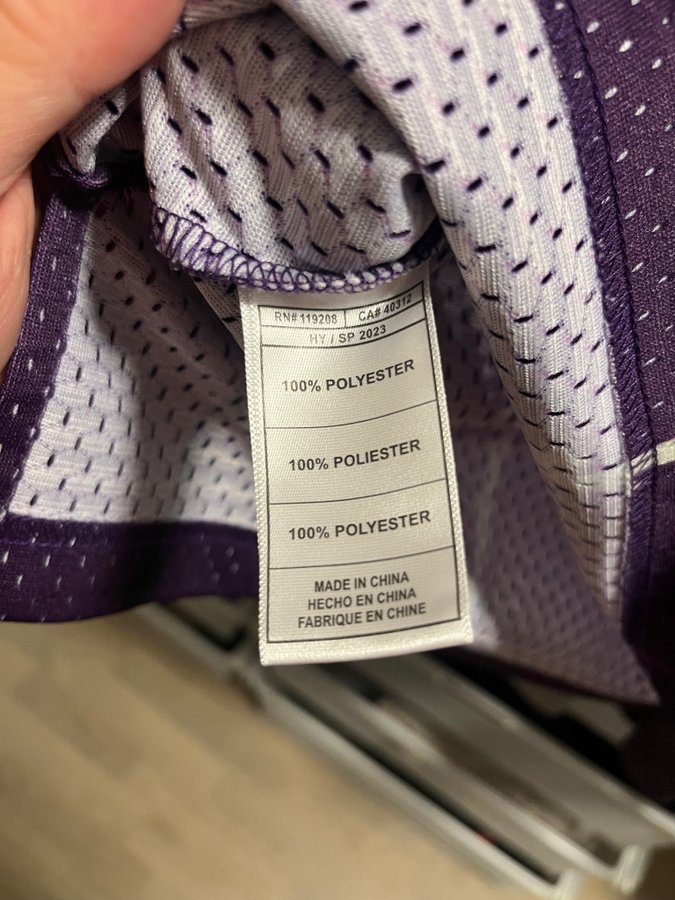 RN# 119208 CA# 40312
HY / SP 2023
100% POLYESTER
100% POLIESTER
100% POLYESTER
MADE IN CHINA
HECHO EN CHINA
FABRIQUE EN CHINE